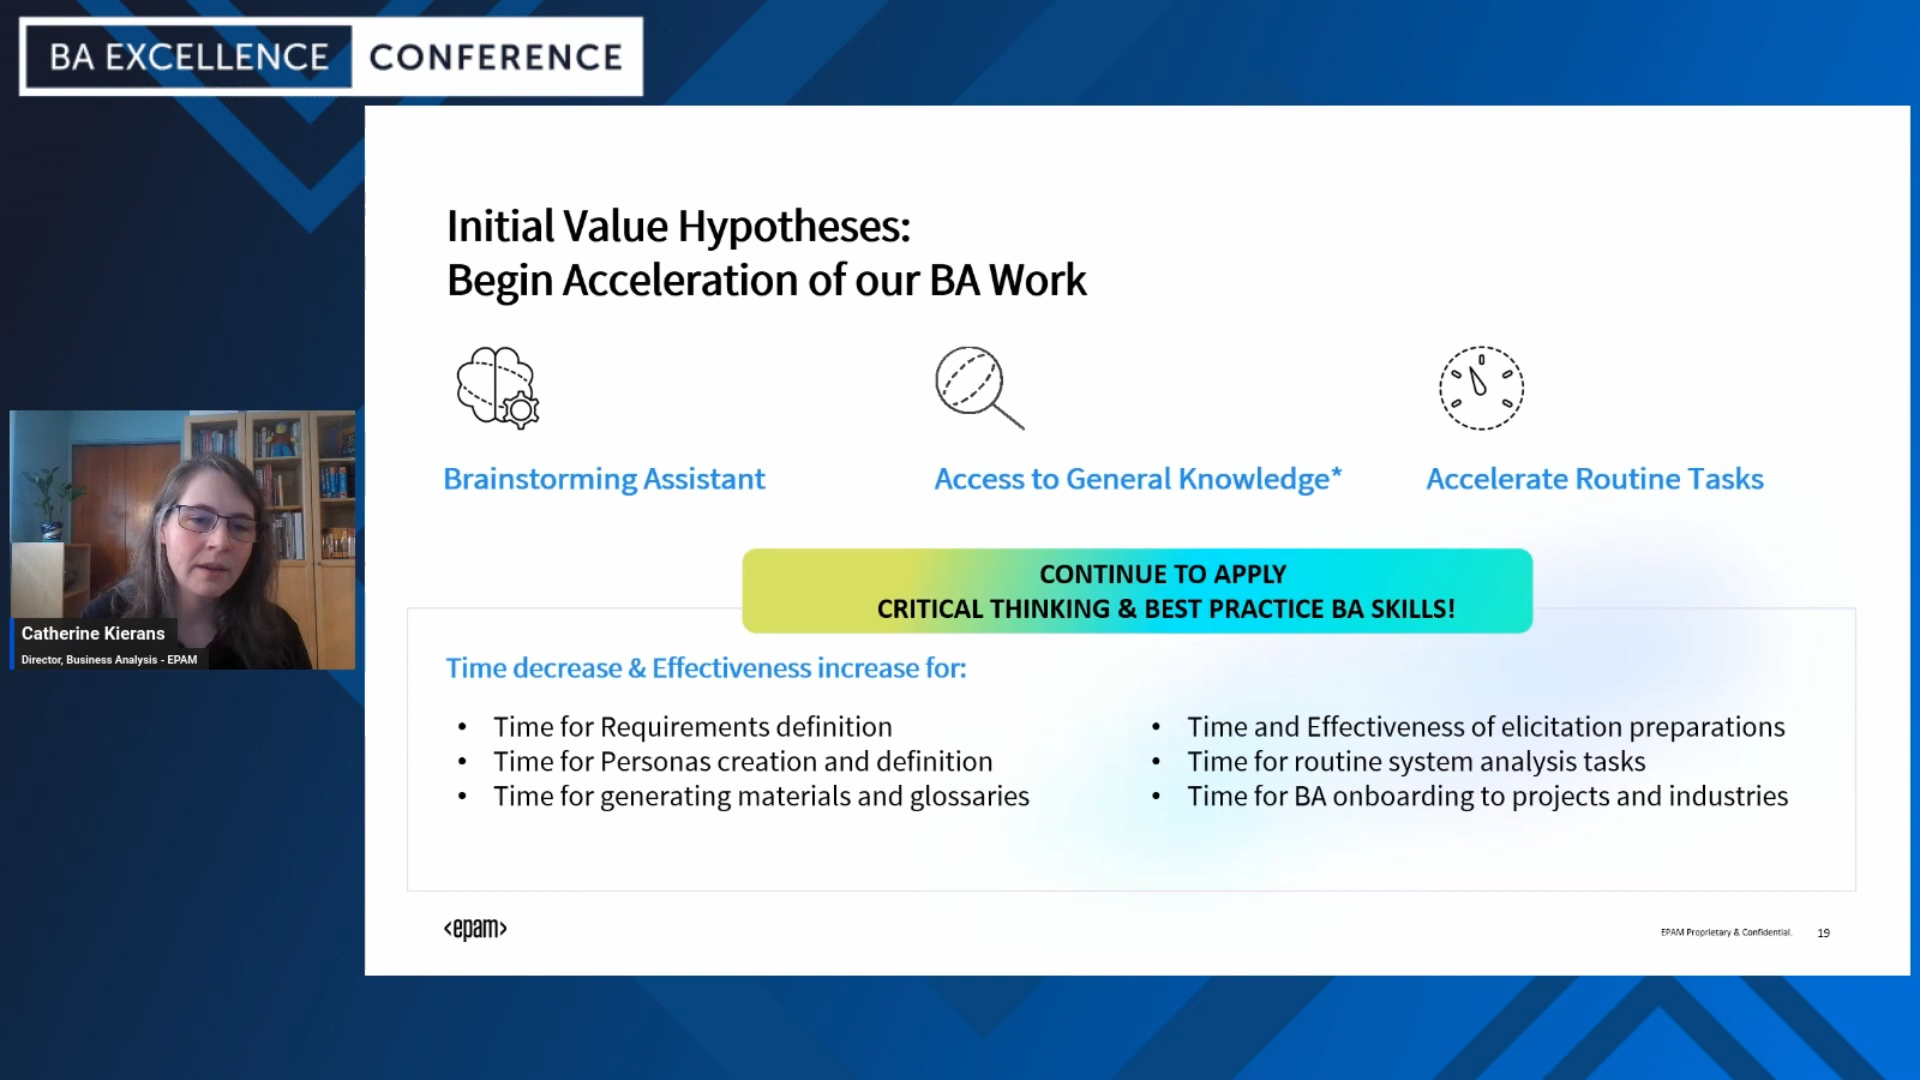 BA EXCELLENCE CONFERENCE
Initial Value Hypotheses:
Begin Acceleration of our BA Work
Brainstorming Assistant
Access to General Knowledge*
Accelerate Routine Tasks
CONTINUE TO APPLY
CRITICAL THINKING & BEST PRACTICE BA SKILLS!
Time decrease & Effectiveness increase for:
• Time for Requirements definition
• Time for Personas creation and definition
• Time for generating materials and glossaries
• Time and Effectiveness of elicitation preparations
• Time for routine system analysis tasks
• Time for BA onboarding to projects and industries
Catherine Kierans
Director, Business Analysis - EPAM
<epam>
EPAM Proprietary & Confidential.
19